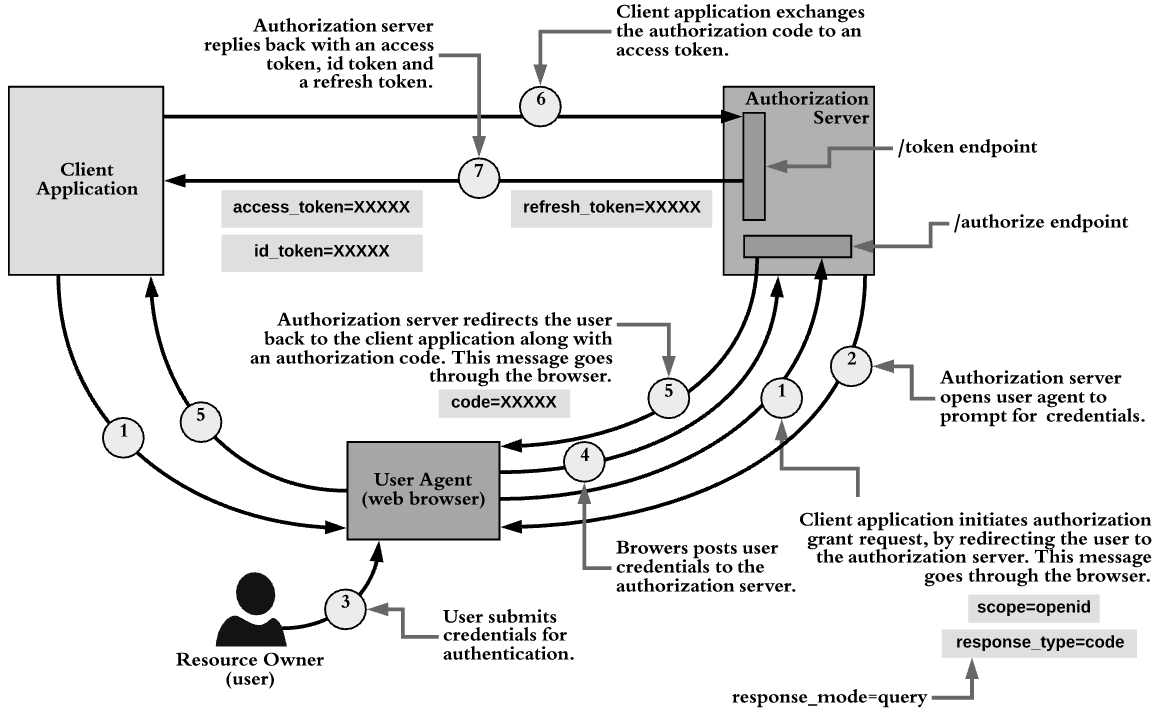 Client application exchanges
the authorization code to an
access token.
Authorization server
replies back with an access
token, id token and
a refresh token.
6
Authorization
Server
/token endpoint
Client
Application
7
access_token=XXXXX
refresh_token=XXXXX
id_token=XXXXX
/authorize endpoint
Authorization server redirects the user
back to the client application along with
an authorization code. This message goes
through the browser.
code=XXXXX
2
Authorization server
opens user agent to
prompt for credentials.
1
5
5
1
4
User Agent
(web browser)
Client application initiates authorization
grant request, by redirecting the user to
the authorization server. This message
goes through the browser.
scope=openid
response_type=code
response_mode=query
Browers posts user
credentials to the
authorization server.
3
User submits
credentials for
authentication.
Resource Owner
(user)